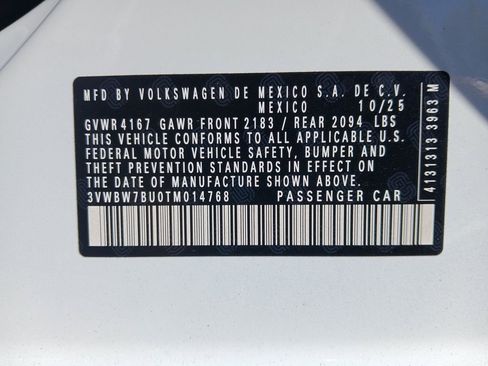 MFD BY VOLKSWAGEN DE MEXICO S.A. DE C.V.
MEXICO 10/25
GVWR 4167 GAWR FRONT 2183 / REAR 2094 LBS
THIS VEHICLE CONFORMS TO ALL APPLICABLE U.S.
FEDERAL MOTOR VEHICLE SAFETY, BUMPER AND
THEFT PREVENTION STANDARDS IN EFFECT ON
THE DATE OF MANUFACTURE SHOWN ABOVE.
3VWBW7BU0TM014768 PASSENGER CAR
4131313 3963 M